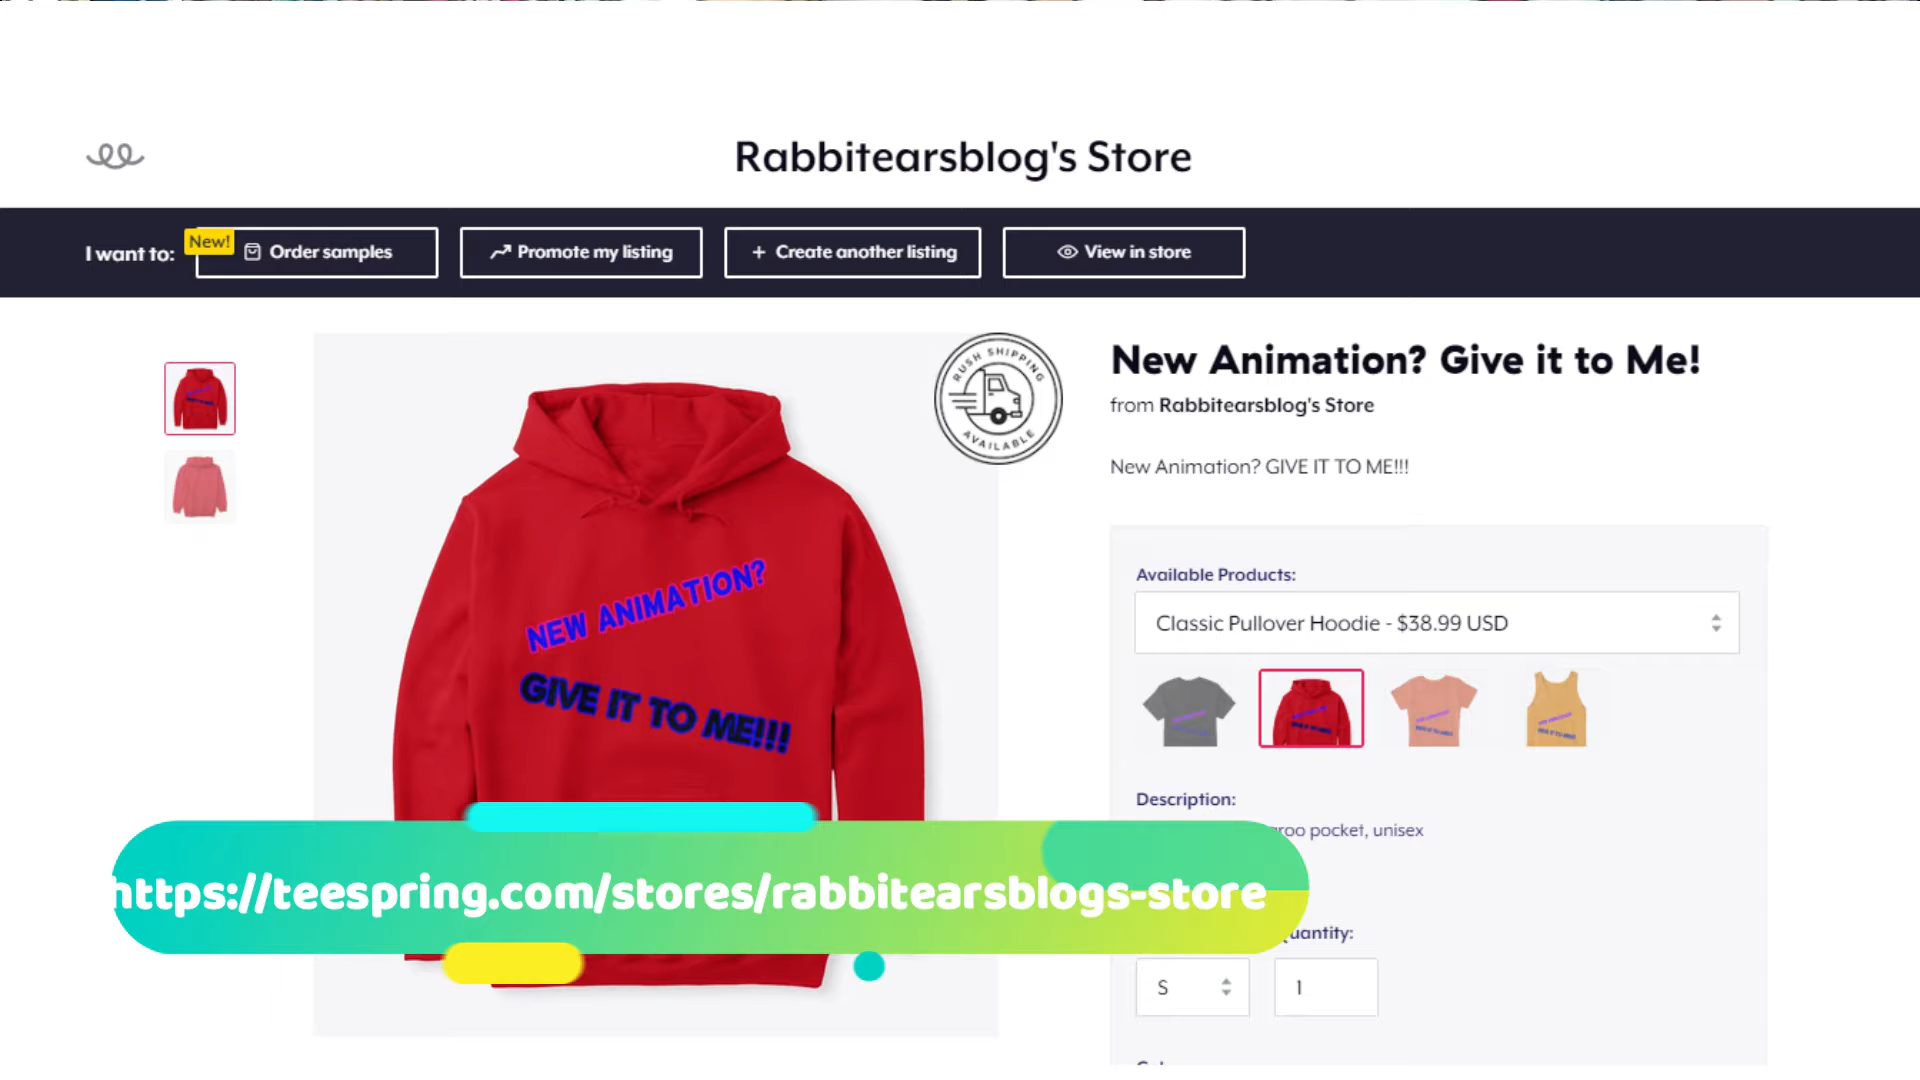 Rabbitearsblog's Store
I want to:
New!
Order samples
Promote my listing
+ Create another listing
View in store
RUSH SHIPPING
AVAILABLE
New Animation? Give it to Me!
from Rabbitearsblog's Store
New Animation? GIVE IT TO ME!!!
NEW ANIMATION?
GIVE IT TO ME!!!
Available Products:
Classic Pullover Hoodie - $38.99 USD
Description:
pocket, unisex
https://teespring.com/stores/rabbitearsblogs-store
uantity:
S
1